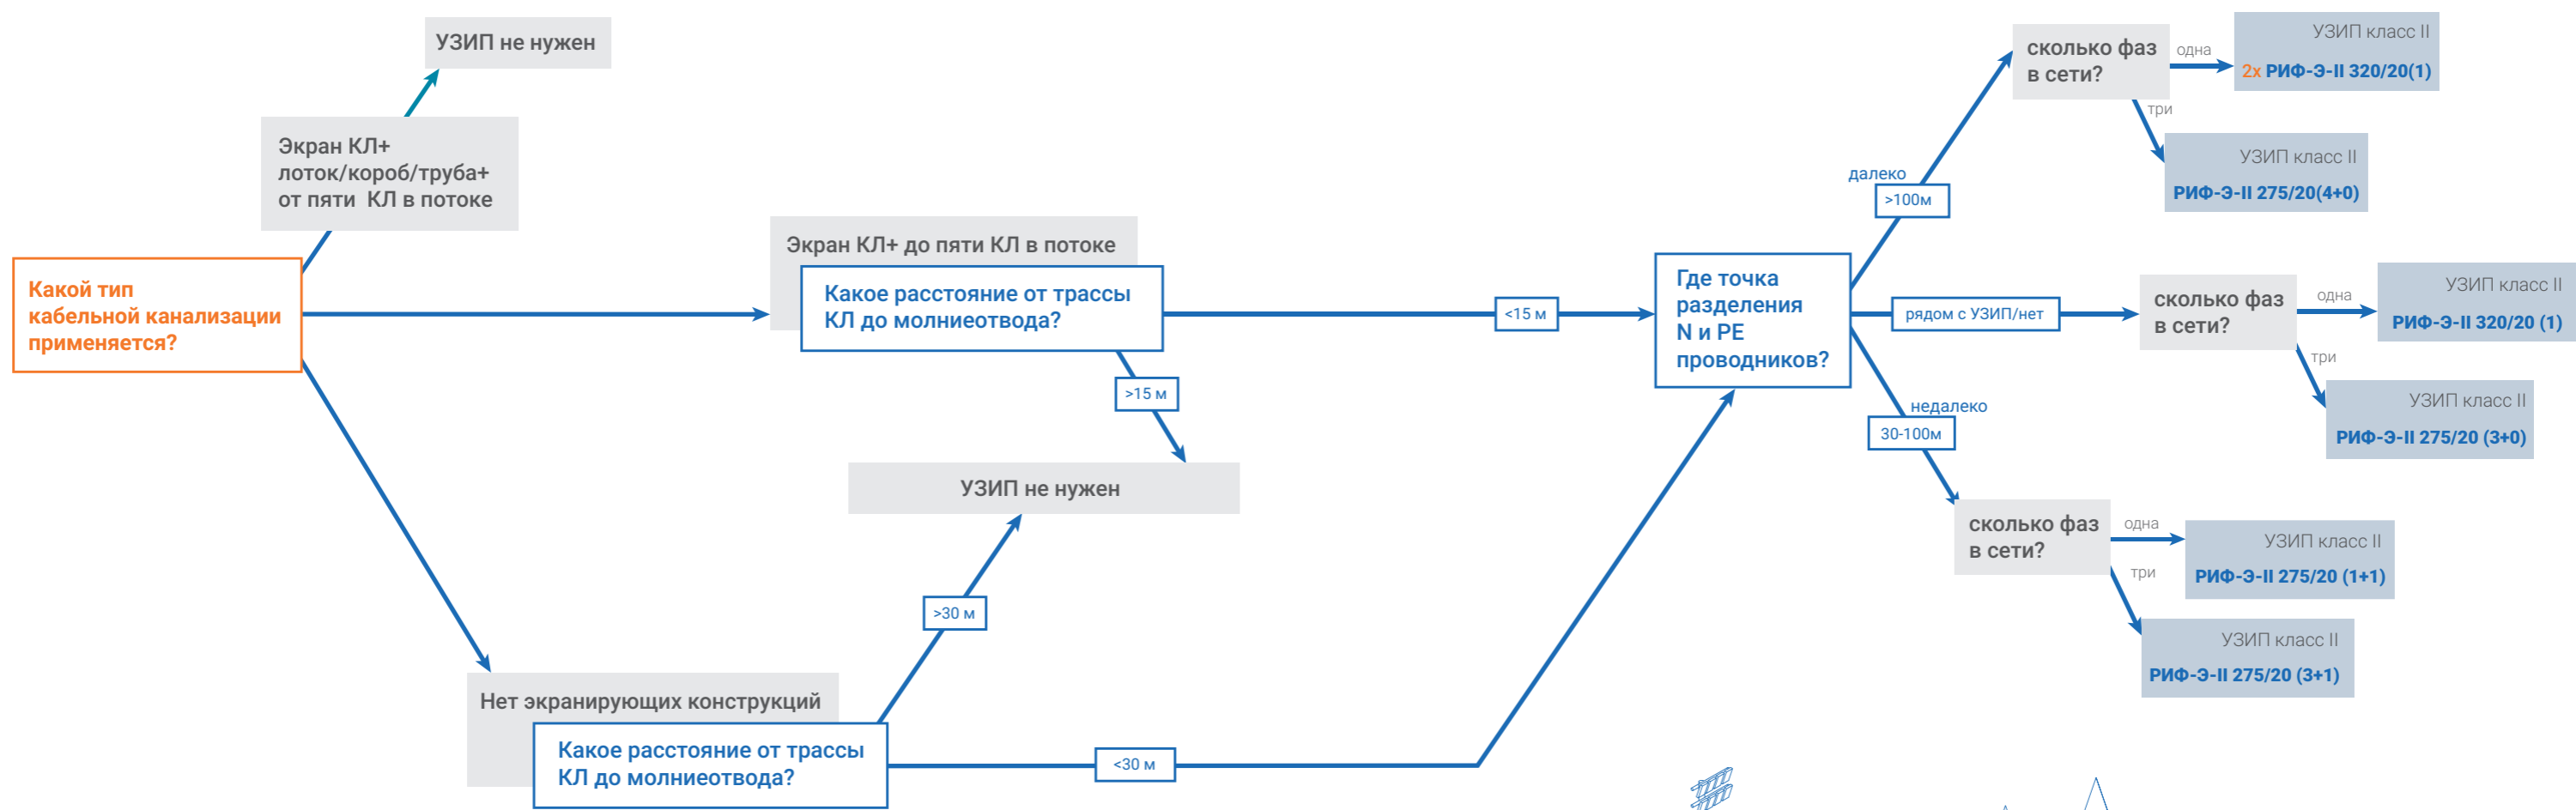 УЗИП не нужен
Экран КЛ+
лоток/короб/труба+
от пяти КЛ в потоке
Какой тип
кабельной канализации
применяется?
Экран КЛ+ до пяти КЛ в потоке
Какое расстояние от трассы
КЛ до молниеотвода?
<15 м
>15 м
УЗИП не нужен
>30 м
Нет экранирующих конструкций
Какое расстояние от трассы
КЛ до молниеотвода?
<30 м
Где точка
разделения
N и PE
проводников?
далеко
>100м
сколько фаз
в сети?
одна
УЗИП класс II
2x РИФ-Э-II 320/20(1)
три
УЗИП класс II
РИФ-Э-II 275/20(4+0)
рядом с УЗИП/нет
сколько фаз
в сети?
одна
УЗИП класс II
РИФ-Э-II 320/20 (1)
три
УЗИП класс II
РИФ-Э-II 275/20 (3+0)
недалеко
30-100м
сколько фаз
в сети?
одна
УЗИП класс II
РИФ-Э-II 275/20 (1+1)
три
УЗИП класс II
РИФ-Э-II 275/20 (3+1)